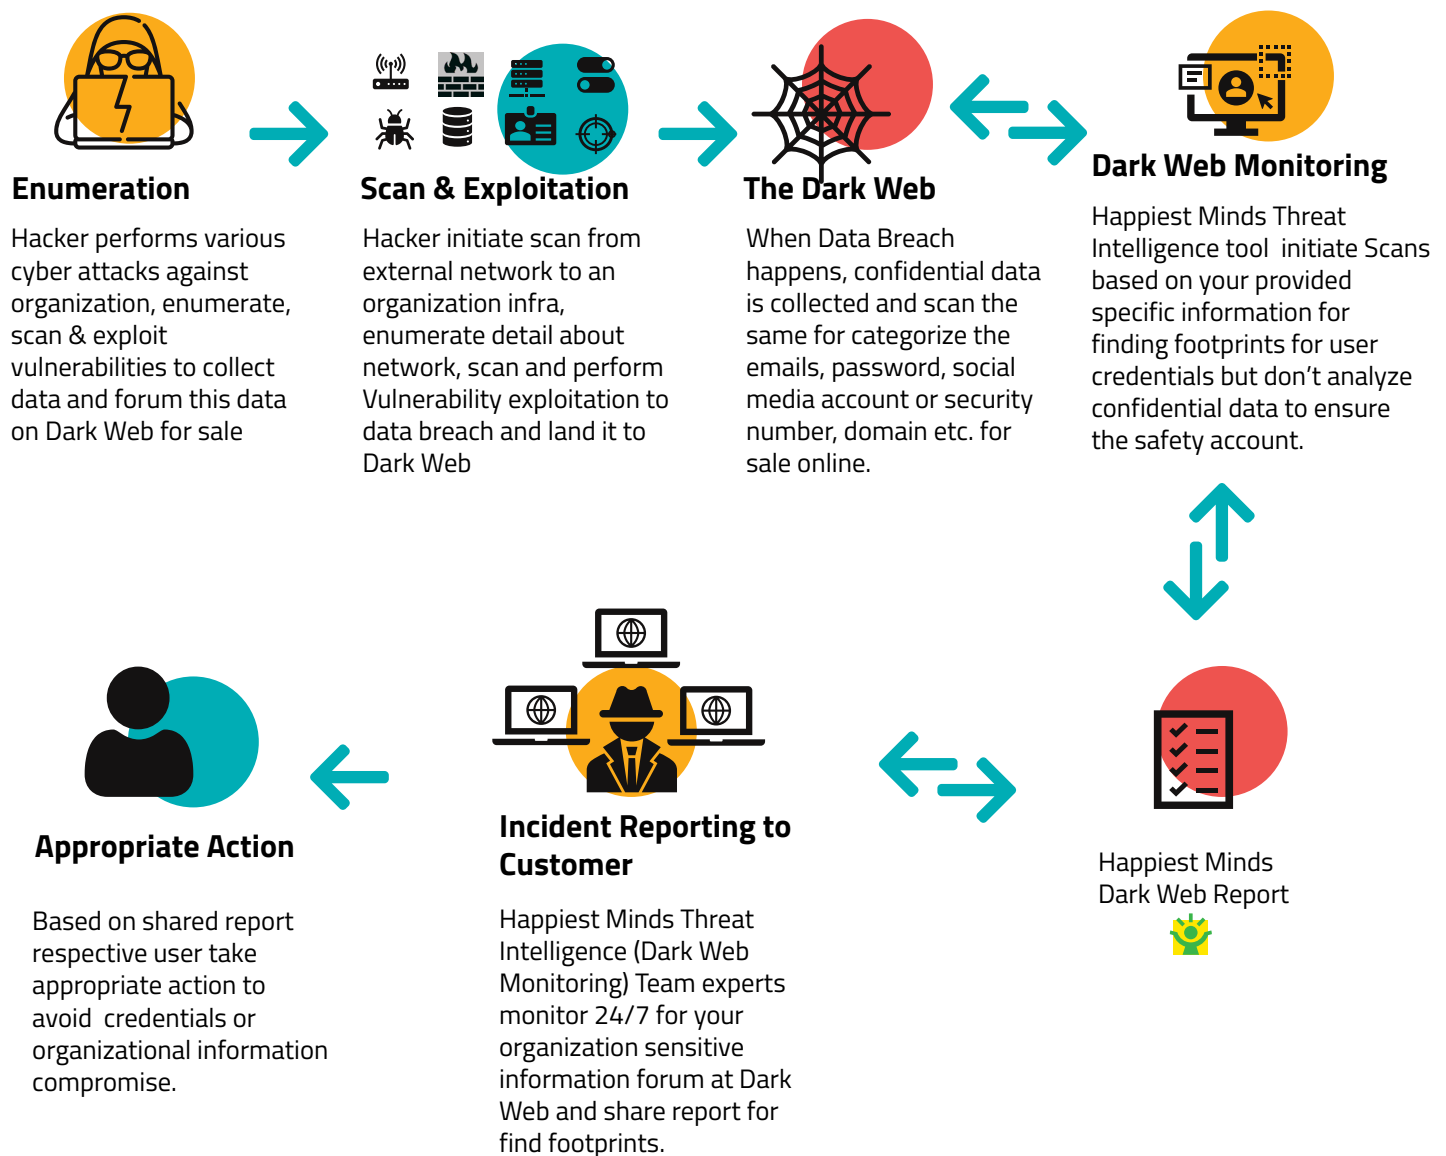 Enumeration
Hacker performs various
cyber attacks against
organization, enumerate,
scan & exploit
vulnerabilities to collect
data and forum this data
on Dark Web for sale
Scan & Exploitation
Hacker initiate scan from
external network to an
organization infra,
enumerate detail about
network, scan and perform
Vulnerability exploitation to
data breach and land it to
Dark Web
The Dark Web
When Data Breach
happens, confidential data
is collected and scan the
same for categorize the
emails, password, social
media account or security
number, domain etc. for
sale online.
Dark Web Monitoring
Happiest Minds Threat
Intelligence tool  initiate Scans
based on your provided
specific information for
finding footprints for user
credentials but don’t analyze
confidential data to ensure
the safety account.
Happiest Minds
Dark Web Report
Incident Reporting to
Customer
Happiest Minds Threat
Intelligence (Dark Web
Monitoring) Team experts
monitor 24/7 for your
organization sensitive
information forum at Dark
Web and share report for
find footprints.
Appropriate Action
Based on shared report
respective user take
appropriate action to
avoid  credentials or
organizational information
compromise.